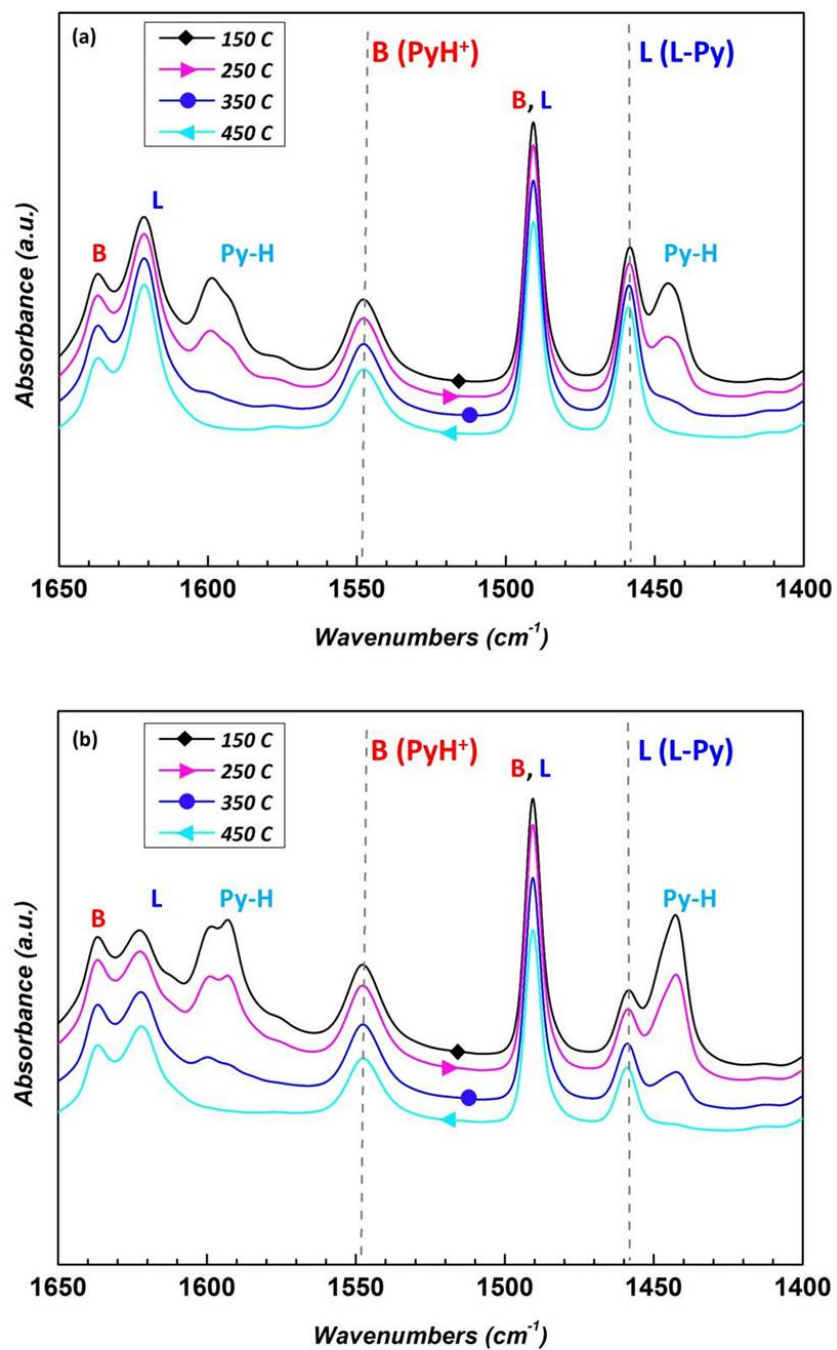 (a)
150 C
250 C
350 C
450 C
B (PyH⁺)
L (L-Py)
B, L
L
B
Py-H
Py-H
Absorbance (a.u.)
1650 1600 1550 1500 1450 1400
Wavenumbers (cm⁻¹)
(b)
150 C
250 C
350 C
450 C
B (PyH⁺)
L (L-Py)
B, L
B
L
Py-H
Py-H
Absorbance (a.u.)
1650 1600 1550 1500 1450 1400
Wavenumbers (cm⁻¹)